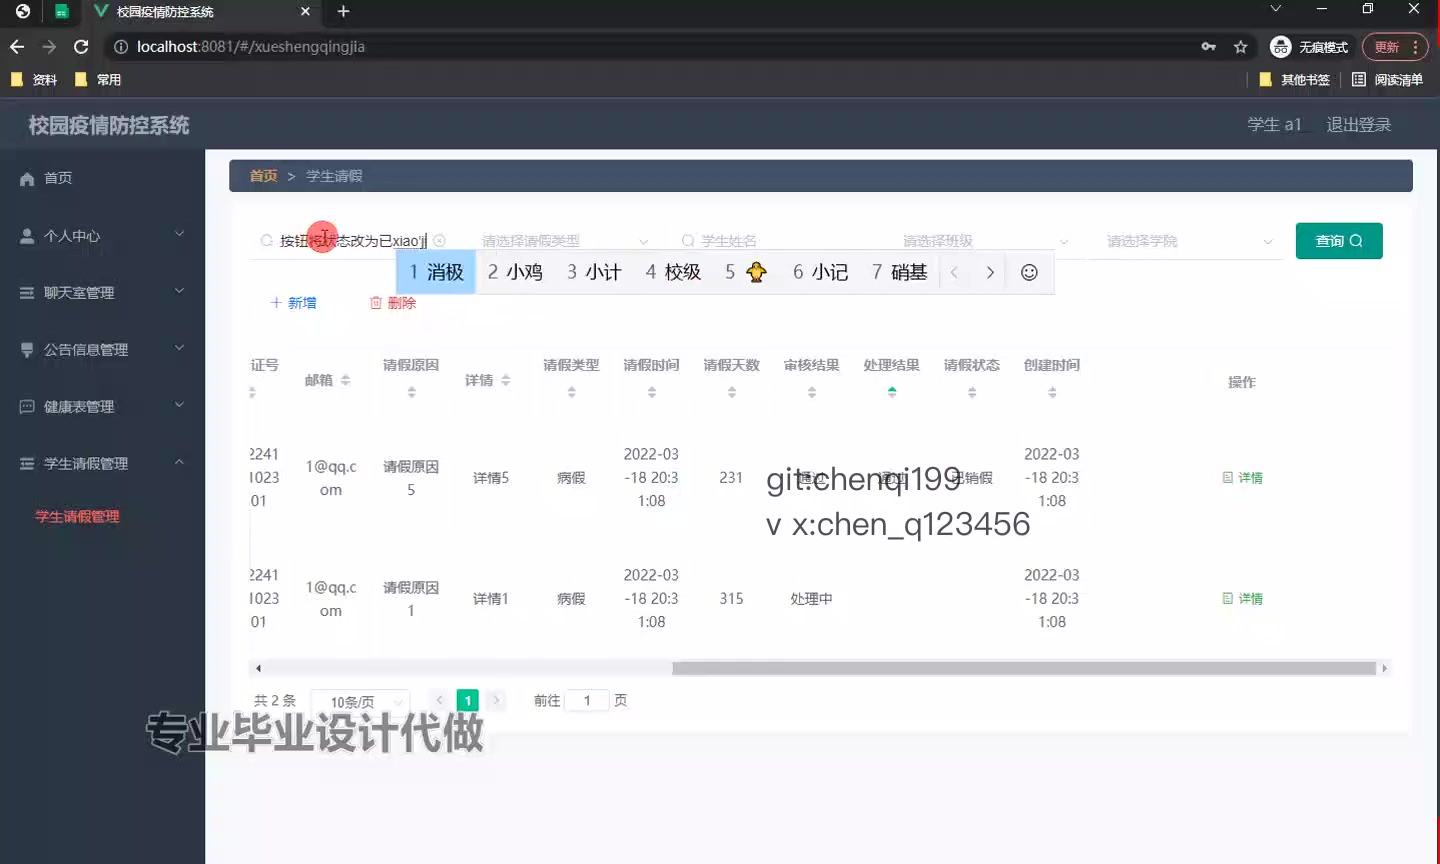 校园疫情防控系统
localhost:8081/#/xueshengqingjia
无痕模式
更新
资料
常用
其他书签
阅读清单
校园疫情防控系统
学生 a1
退出登录
首页
个人中心
聊天室管理
公告信息管理
健康表管理
学生请假管理
学生请假管理
首页 > 学生请假
按钮将状态改为已xiao'ji
请选择请假类型
学生姓名
请选择班级
请选择学院
查询
1 消极 2 小鸡 3 小计 4 校级 5 🐤 6 小记 7 硝基
+ 新增
删除
证号 邮箱 请假原因 详情 请假类型 请假时间 请假天数 审核结果 处理结果 请假状态 创建时间 操作
2241
1023
01
1@qq.c
om
请假原因
5
详情5
病假
2022-03
-18 20:3
1:08
231
通过
通过
已销假
2022-03
-18 20:3
1:08
详情
git:chenqi199
v x:chen_q123456
2241
1023
01
1@qq.c
om
请假原因
1
详情1
病假
2022-03
-18 20:3
1:08
315
处理中
2022-03
-18 20:3
1:08
详情
共 2 条
10条/页
1
前往 1 页
专业毕业设计代做